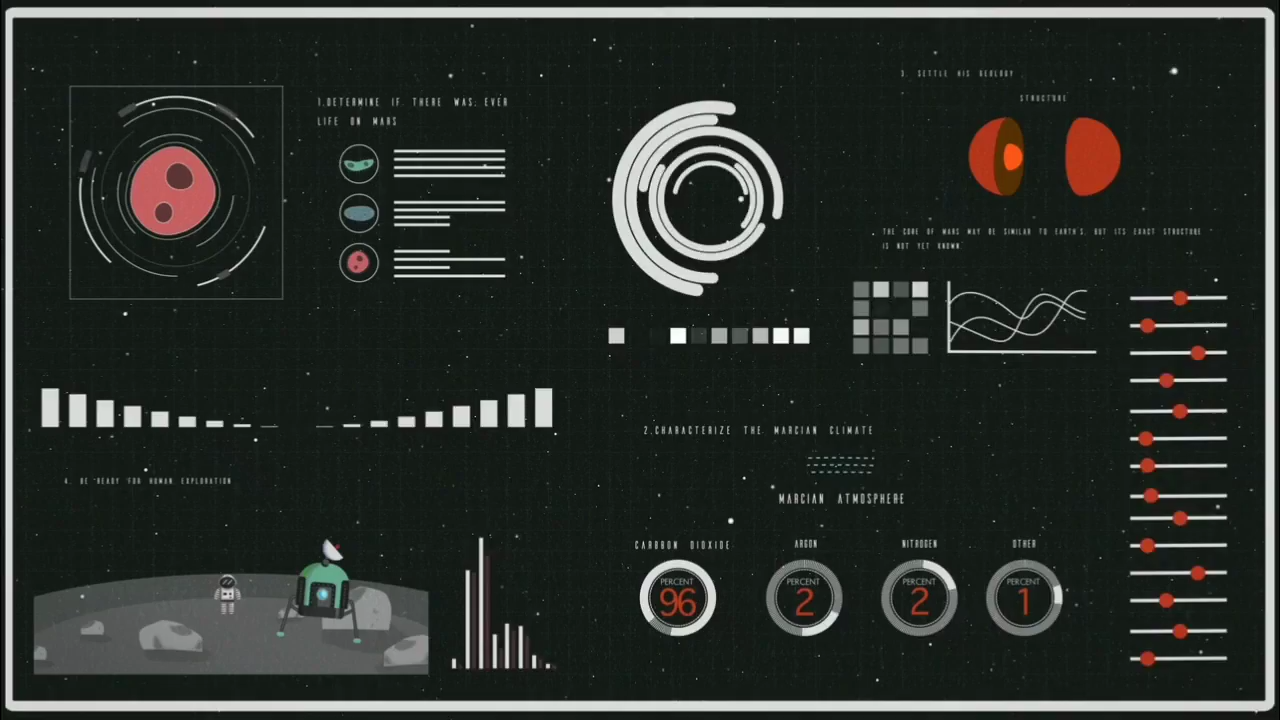 1.DETERMINE IF THERE WAS. EVER
LIFE ON MARS
3. SETTLE HIS GEOLOGY
STRUCTURE
THE CORE OF MARS MAY BE SIMILAR TO EARTH'S, BUT ITS EXACT STRUCTURE
IS NOT YET KNOWN
2.CHARACTERIZE THE MARCIAN CLIMATE
MARCIAN ATMOSPHERE
4. BE READY FOR HUMAN EXPLORATION
CARBBON DIOXIDE
ARGON
NITROGEN
OTHER
PERCENT
96
PERCENT
2
PERCENT
2
PERCENT
1